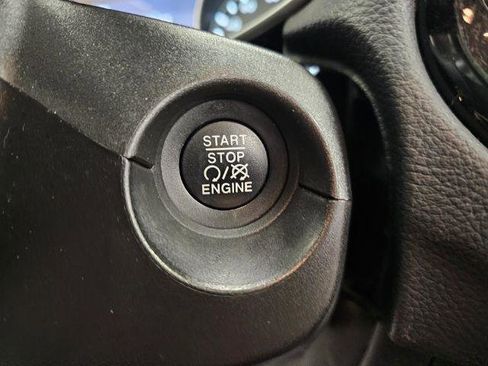 START
STOP
/
ENGINE